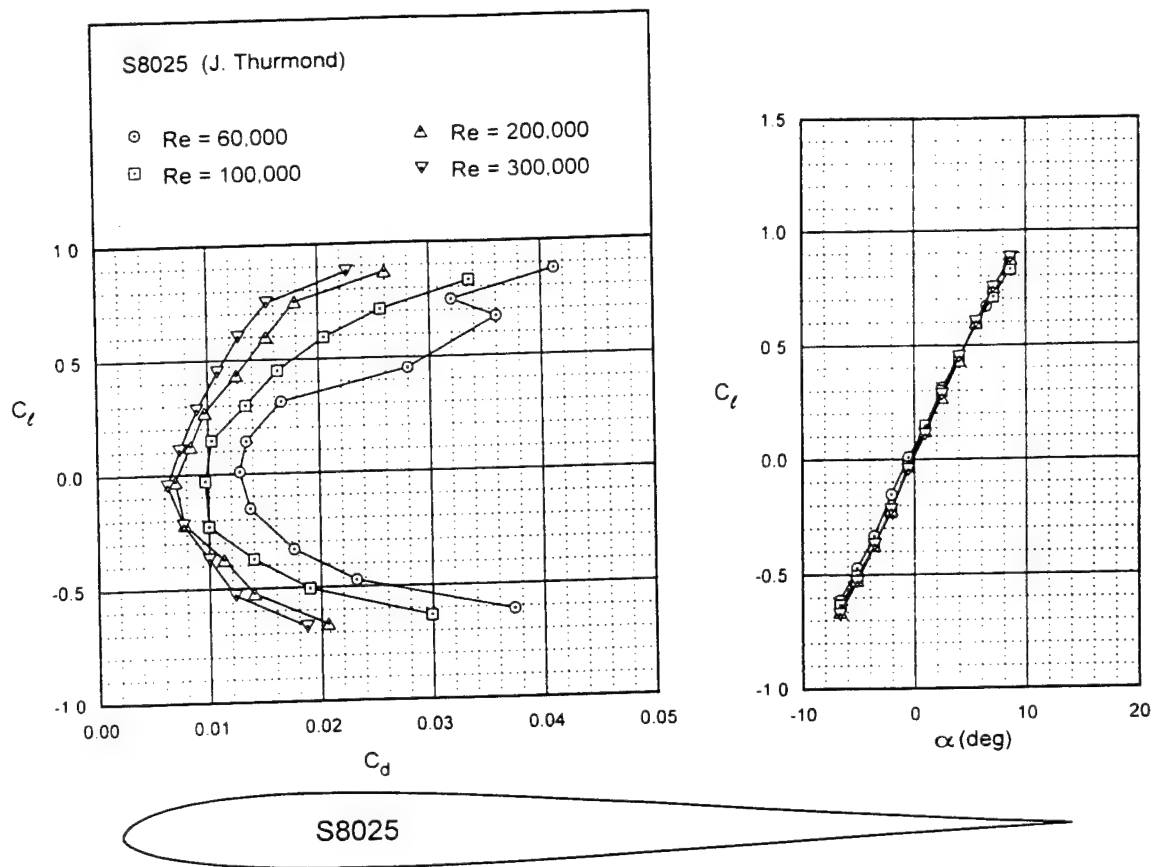 S8025 (J. Thurmond)
Re = 60,000
Re = 200,000
Re = 100,000
Re = 300,000
1 0
0 5
0.0
-0.5
-1 0
Cℓ
0.00 0.01 0.02 0.03 0.04 0.05
Cd
1.5
1.0
0 5
0.0
-0.5
-1 0
Cℓ
-10 0 10 20
α (deg)
S8025